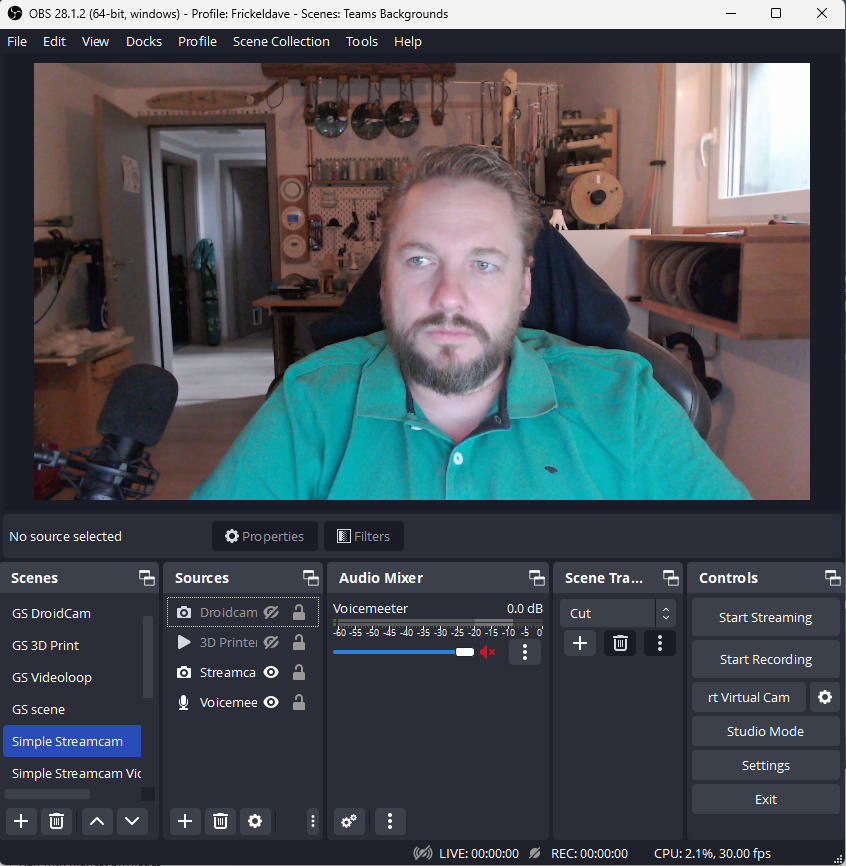 OBS 28.1.2 (64-bit, windows) - Profile: Frickeldave - Scenes: Teams Backgrounds
File Edit View Docks Profile Scene Collection Tools Help
No source selected Properties Filters
Scenes
GS DroidCam
GS 3D Print
GS Videoloop
GS scene
Simple Streamcam
Simple Streamcam Vic
Sources
Droidcam
3D Printer
Streamca
Voicemee
Audio Mixer
Voicemeeter 0.0 dB
-60 -55 -50 -45 -40 -35 -30 -25 -20 -15 -10 -5 0
Scene Tra...
Cut
Controls
Start Streaming
Start Recording
rt Virtual Cam
Studio Mode
Settings
Exit
LIVE: 00:00:00 REC: 00:00:00 CPU: 2.1%, 30.00 fps